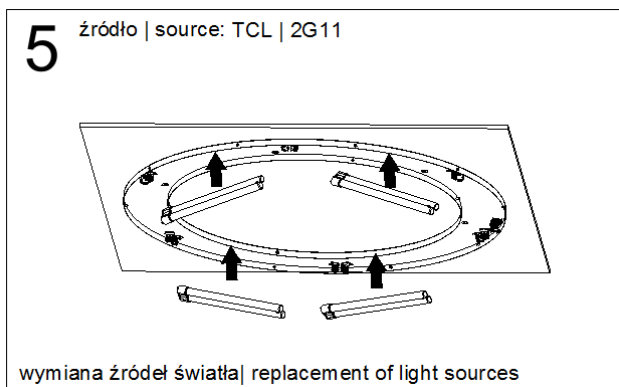 5 źródło | source: TCL | 2G11
wymiana źródeł światła| replacement of light sources